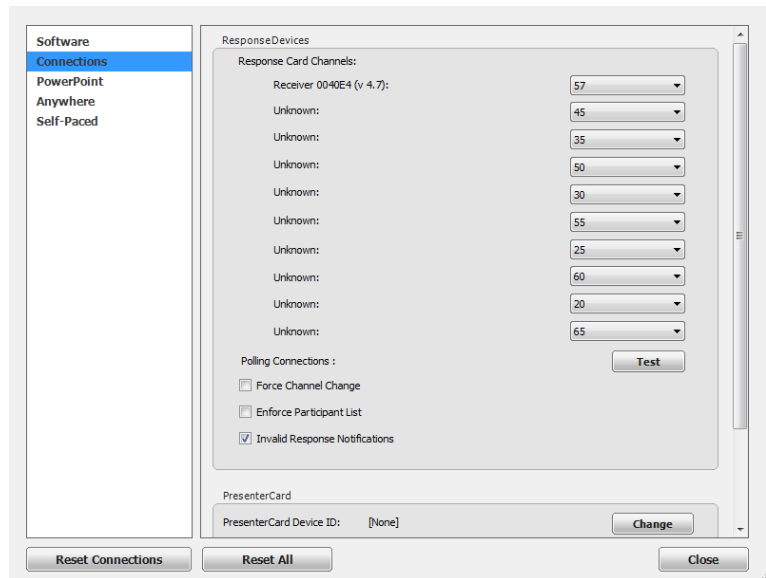 Software
Connections
PowerPoint
Anywhere
Self-Paced
ResponseDevices
Response Card Channels:
Receiver 0040E4 (v 4.7): 57
Unknown: 45
Unknown: 35
Unknown: 50
Unknown: 30
Unknown: 55
Unknown: 25
Unknown: 60
Unknown: 20
Unknown: 65
Polling Connections : Test
Force Channel Change
Enforce Participant List
Invalid Response Notifications
PresenterCard
PresenterCard Device ID: [None] Change
Reset Connections Reset All Close